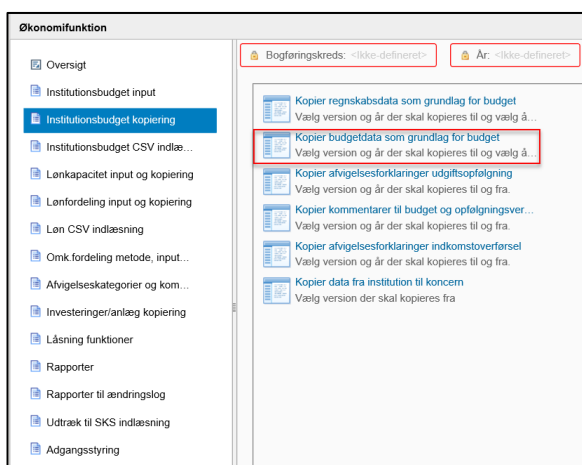 Økonomifunktion
Oversigt
Institutionsbudget input
Institutionsbudget kopiering
Institutionsbudget CSV indlæ...
Lønkapacitet input og kopiering
Lønfordeling input og kopiering
Løn CSV indlæsning
Omk.fordeling metode, input...
Afvigelseskategorier og kom...
Investeringer/anlæg kopiering
Låsning funktioner
Rapporter
Rapporter til ændringslog
Udtræk til SKS indlæsning
Adgangsstyring
Bogføringskreds: <Ikke-defineret> År: <Ikke-defineret>
Kopier regnskabsdata som grundlag for budget
Vælg version og år der skal kopieres til og vælg å...
Kopier budgetdata som grundlag for budget
Vælg version og år der skal kopieres til og vælg å...
Kopier afvigelsesforklaringer udgiftsopfølgning
Vælg version og år der skal kopieres til og fra.
Kopier kommentarer til budget og opfølgningsver...
Vælg version og år der skal kopieres til og fra.
Kopier afvigelsesforklaringer indkomstoverførsel
Vælg version og år der skal kopieres til og fra.
Kopier data fra institution til koncern
Vælg version der skal kopieres fra